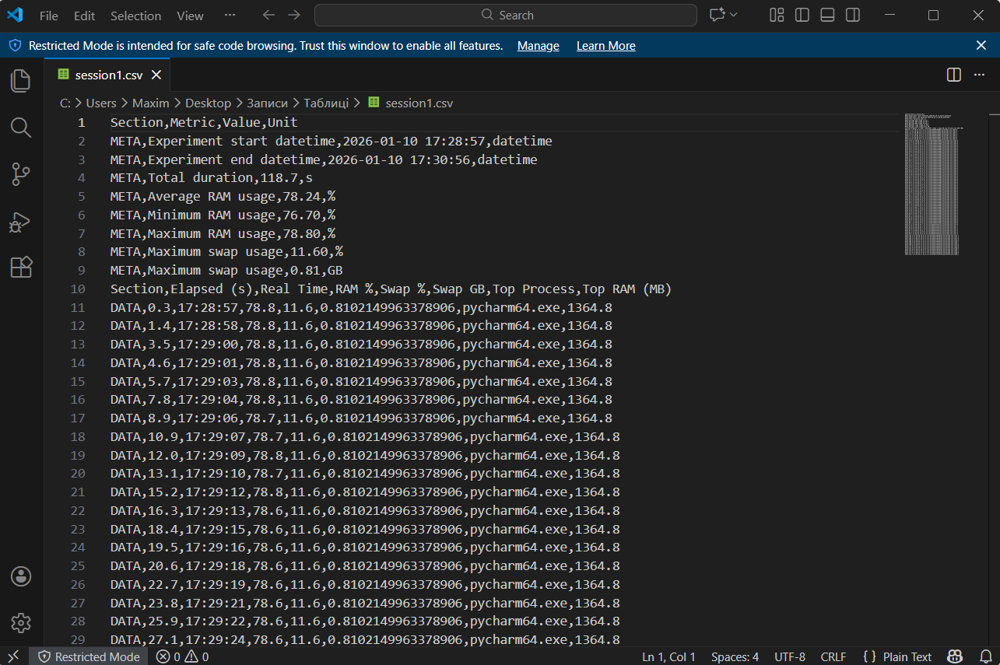 File Edit Selection View ··· Search
Restricted Mode is intended for safe code browsing. Trust this window to enable all features. Manage Learn More
session1.csv
C: > Users > Maxim > Desktop > Записи > Таблиці > session1.csv
1 Section,Metric,Value,Unit
2 META,Experiment start datetime,2026-01-10 17:28:57,datetime
3 META,Experiment end datetime,2026-01-10 17:30:56,datetime
4 META,Total duration,118.7,s
5 META,Average RAM usage,78.24,%
6 META,Minimum RAM usage,76.70,%
7 META,Maximum RAM usage,78.80,%
8 META,Maximum swap usage,11.60,%
9 META,Maximum swap usage,0.81,GB
10 Section,Elapsed (s),Real Time,RAM %,Swap %,Swap GB,Top Process,Top RAM (MB)
11 DATA,0.3,17:28:57,78.8,11.6,0.8102149963378906,pycharm64.exe,1364.8
12 DATA,1.4,17:28:58,78.8,11.6,0.8102149963378906,pycharm64.exe,1364.8
13 DATA,3.5,17:29:00,78.8,11.6,0.8102149963378906,pycharm64.exe,1364.8
14 DATA,4.6,17:29:01,78.8,11.6,0.8102149963378906,pycharm64.exe,1364.8
15 DATA,5.7,17:29:03,78.8,11.6,0.8102149963378906,pycharm64.exe,1364.8
16 DATA,7.8,17:29:04,78.8,11.6,0.8102149963378906,pycharm64.exe,1364.8
17 DATA,8.9,17:29:06,78.7,11.6,0.8102149963378906,pycharm64.exe,1364.8
18 DATA,10.9,17:29:07,78.7,11.6,0.8102149963378906,pycharm64.exe,1364.8
19 DATA,12.0,17:29:09,78.8,11.6,0.8102149963378906,pycharm64.exe,1364.8
20 DATA,13.1,17:29:10,78.7,11.6,0.8102149963378906,pycharm64.exe,1364.8
21 DATA,15.2,17:29:12,78.8,11.6,0.8102149963378906,pycharm64.exe,1364.8
22 DATA,16.3,17:29:13,78.6,11.6,0.8102149963378906,pycharm64.exe,1364.8
23 DATA,18.4,17:29:15,78.6,11.6,0.8102149963378906,pycharm64.exe,1364.8
24 DATA,19.5,17:29:16,78.6,11.6,0.8102149963378906,pycharm64.exe,1364.8
25 DATA,20.6,17:29:18,78.6,11.6,0.8102149963378906,pycharm64.exe,1364.8
26 DATA,22.7,17:29:19,78.6,11.6,0.8102149963378906,pycharm64.exe,1364.8
27 DATA,23.8,17:29:21,78.6,11.6,0.8102149963378906,pycharm64.exe,1364.8
28 DATA,25.9,17:29:22,78.6,11.6,0.8102149963378906,pycharm64.exe,1364.8
29 DATA,27.1,17:29:24,78.6,11.6,0.8102149963378906,pycharm64.exe,1364.8
Restricted Mode 0 0 Ln 1, Col 1 Spaces: 4 UTF-8 CRLF { } Plain Text